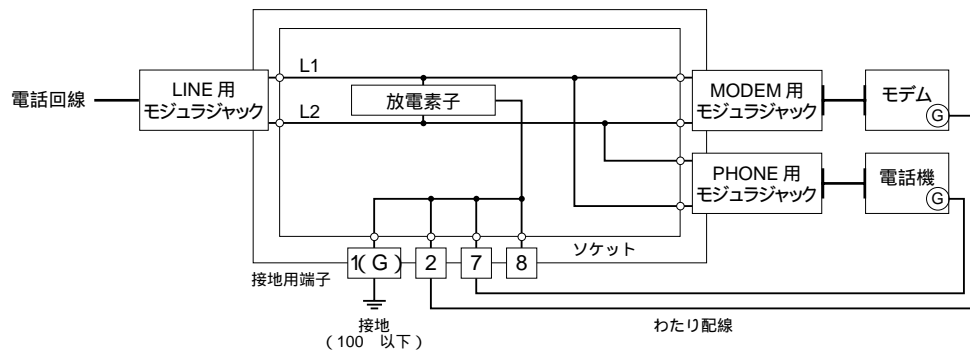 電話回線
LINE 用
モジュラジャック
L1
L2
放電素子
MODEM 用
モジュラジャック
モデム
G
PHONE 用
モジュラジャック
電話機
G
ソケット
接地用端子
1( G )
2
7
8
接地
( 100 以下 )
わたり配線